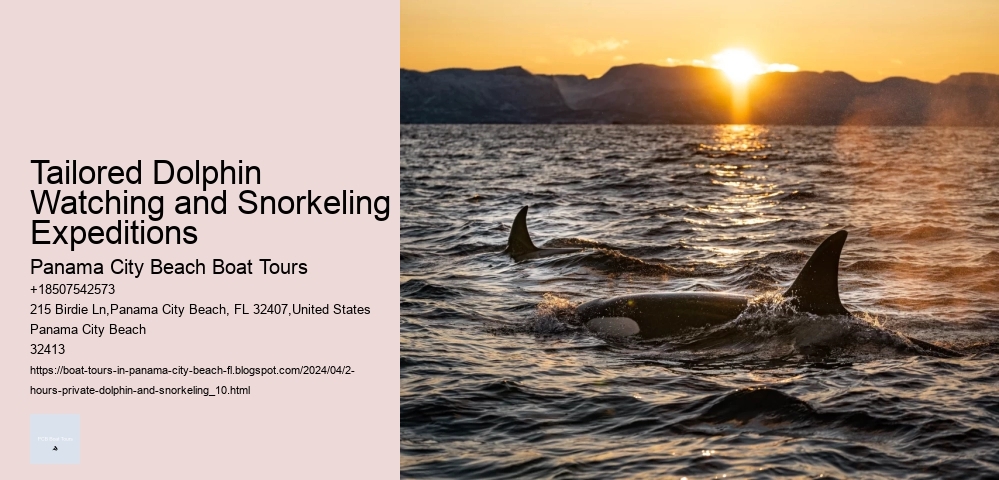 Tailored Dolphin
Watching and Snorkeling
Expeditions
Panama City Beach Boat Tours
+18507542573
215 Birdie Ln,Panama City Beach, FL 32407,United States
Panama City Beach
32413
https://boat-tours-in-panama-city-beach-fl.blogspot.com/2024/04/2-
hours-private-dolphin-and-snorkeling_10.html